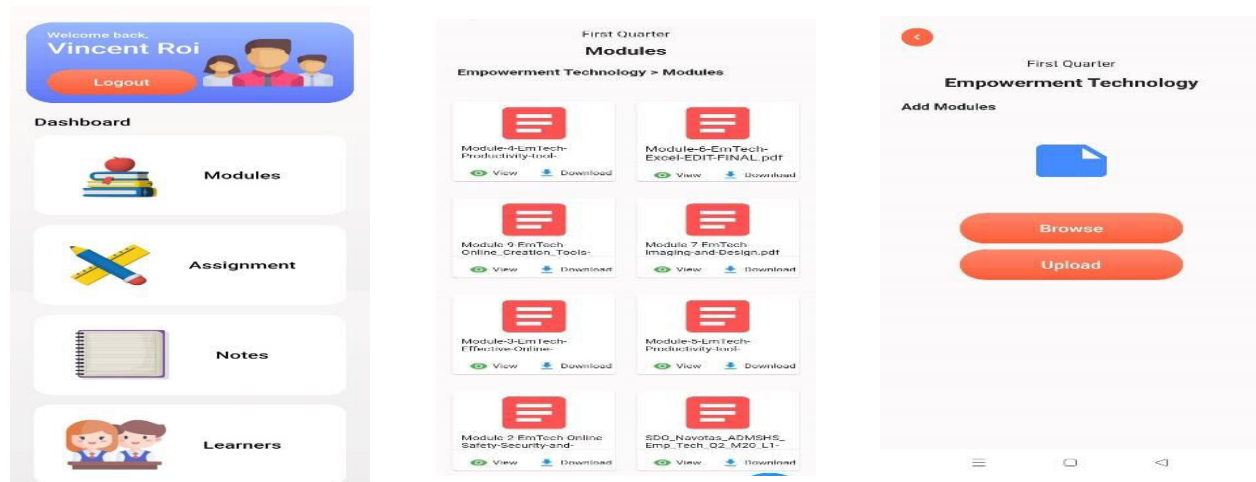 Welcome back,
Vincent Roi
Logout
Dashboard
Modules
Assignment
Notes
Learners
First Quarter
Modules
Empowerment Technology > Modules
Module-4-EmTech-
Productivity-tool-
View Download
Module-6-EmTech-
Excel-EDIT-FINAL.pdf
View Download
Module-9-EmTech-
Online_Creation_Tools-
View Download
Module-7-EmTech-
Imaging-and-Design.pdf
View Download
Module-3-EmTech-
Effective-Online-
View Download
Module-5-EmTech-
Productivity-tool-
View Download
Module-2-EmTech-Online-
Safety-Security-and-
View Download
SDO_Navotas_ADMSHS_
Emp_Tech_Q2_M20_L1-
View Download
First Quarter
Empowerment Technology
Add Modules
Browse
Upload